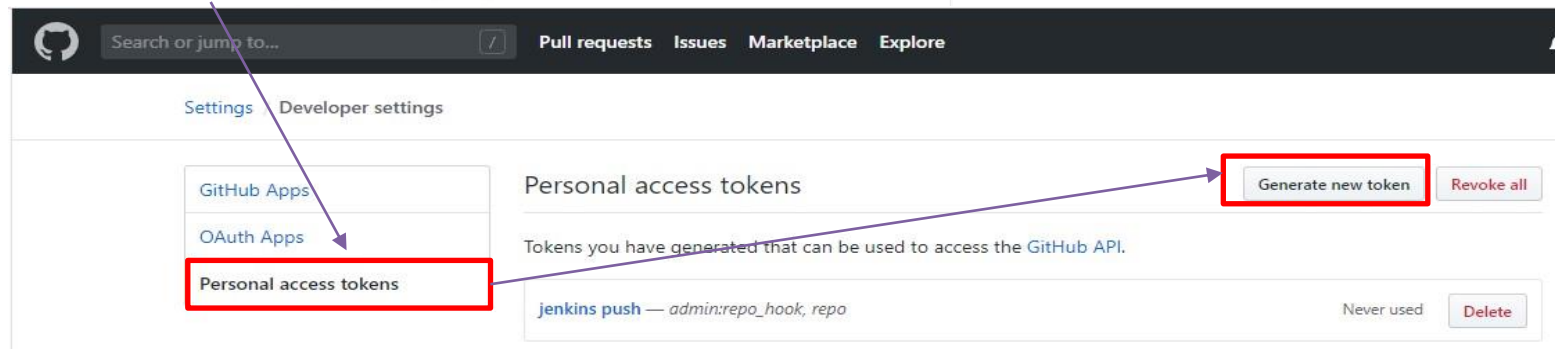 Search or jump to... /
Pull requests Issues Marketplace Explore
Settings / Developer settings
GitHub Apps
OAuth Apps
Personal access tokens
Personal access tokens
Generate new token
Revoke all
Tokens you have generated that can be used to access the GitHub API.
jenkins push — admin:repo_hook, repo
Never used
Delete